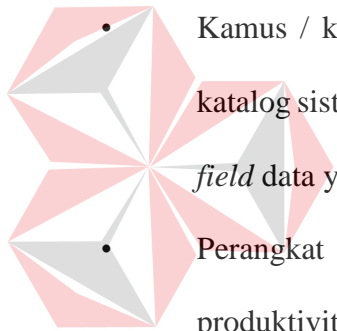 Kamus / k
katalog sist
field data y
Perangkat
produktivit